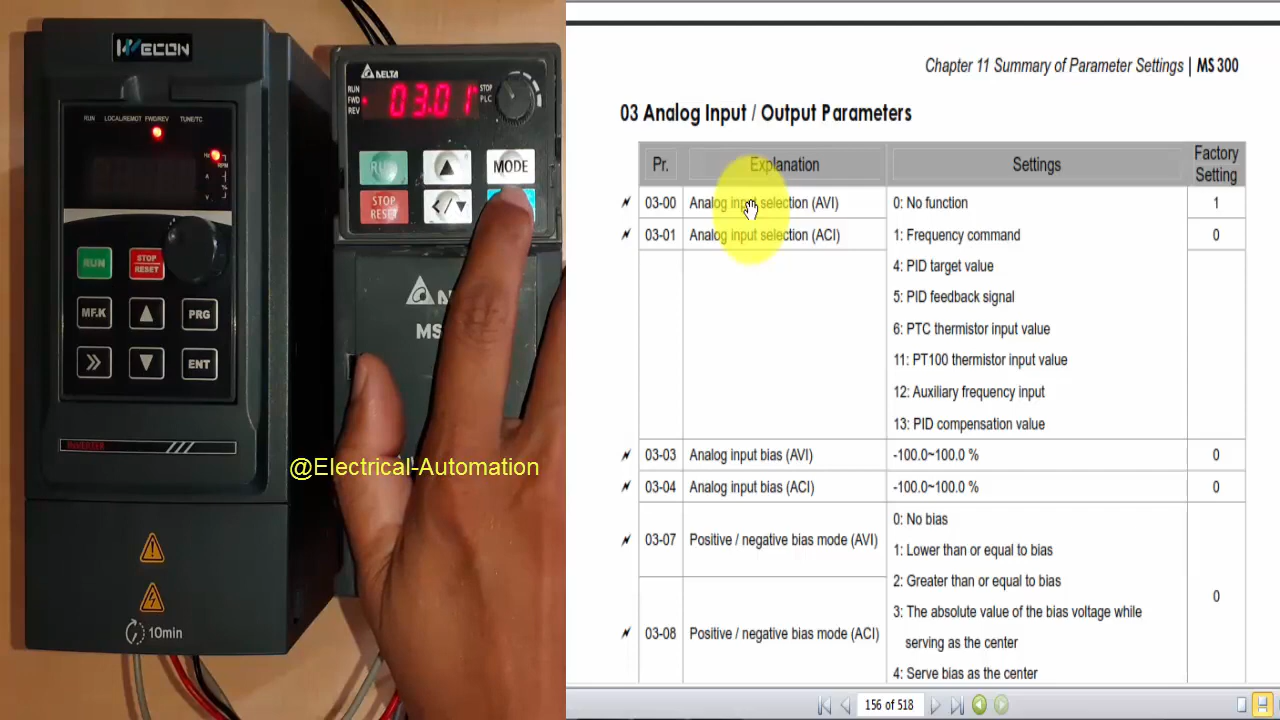 WECON
RUN LOCAL/REMOT FWD/REV TUNE/TC
Hz
RPM
A
V
%
RUN
STOP
RESET
MF.K
PRG
ENT
INVERTER
10min
DELTA
RUN
FWD
REV
03.01
STOP
PLC
RUN
MODE
STOP
RESET
MS
@Electrical-Automation
Chapter 11 Summary of Parameter Settings | MS 300
03 Analog Input / Output Parameters
Pr. Explanation Settings Factory Setting
03-00 Analog input selection (AVI) 0: No function 1
03-01 Analog input selection (ACI) 1: Frequency command 0
4: PID target value
5: PID feedback signal
6: PTC thermistor input value
11: PT100 thermistor input value
12: Auxiliary frequency input
13: PID compensation value
03-03 Analog input bias (AVI) -100.0~100.0 % 0
03-04 Analog input bias (ACI) -100.0~100.0 % 0
0: No bias
03-07 Positive / negative bias mode (AVI)
1: Lower than or equal to bias
2: Greater than or equal to bias
0
3: The absolute value of the bias voltage while
serving as the center
03-08 Positive / negative bias mode (ACI)
4: Serve bias as the center
156 of 518